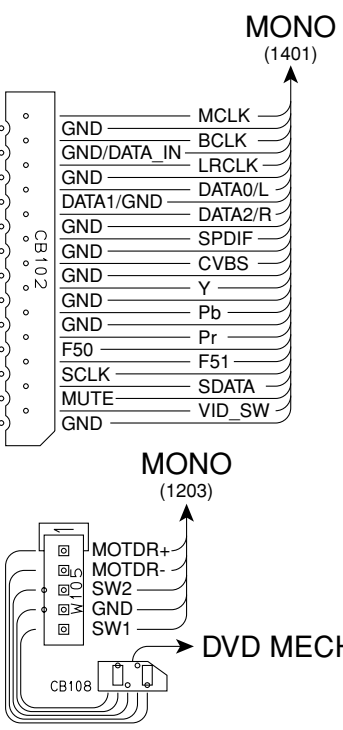 MONO
(1401)
MCLK
GND
BCLK
GND/DATA_IN
LRCLK
GND
DATA0/L
DATA1/GND
DATA2/R
GND
SPDIF
GND
CVBS
GND
Y
GND
Pb
GND
Pr
F50
F51
SCLK
SDATA
MUTE
VID_SW
GND
CB102
MONO
(1203)
1
MOTDR+
MOTDR-
SW2
GND
SW1
W105
DVD MECH
CB108